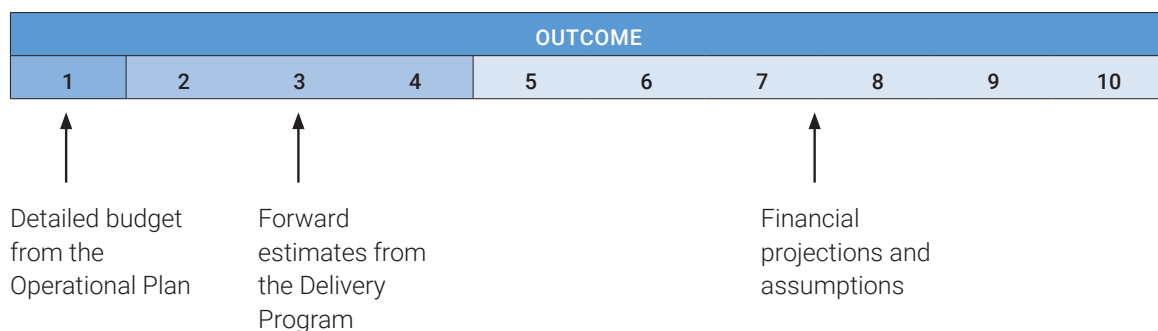 OUTCOME
1 2 3 4 5 6 7 8 9 10
Detailed budget
from the
Operational Plan
Forward
estimates from
the Delivery
Program
Financial
projections and
assumptions